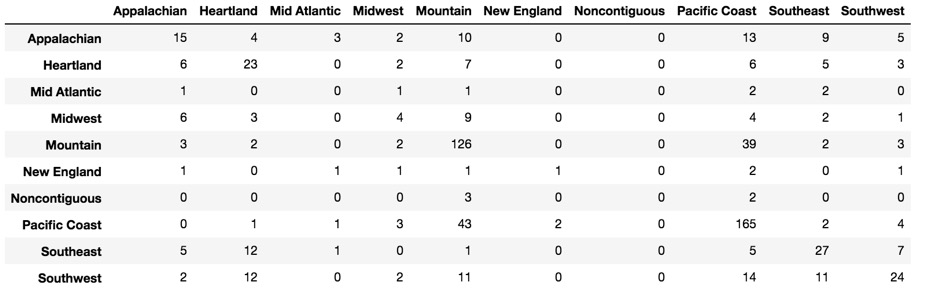 Appalachian Heartland Mid Atlantic Midwest Mountain New England Noncontiguous Pacific Coast Southeast Southwest
Appalachian 15 4 3 2 10 0 0 13 9 5
Heartland 6 23 0 2 7 0 0 6 5 3
Mid Atlantic 1 0 0 1 1 0 0 2 2 0
Midwest 6 3 0 4 9 0 0 4 2 1
Mountain 3 2 0 2 126 0 0 39 2 3
New England 1 0 1 1 1 1 0 2 0 1
Noncontiguous 0 0 0 0 3 0 0 2 0 0
Pacific Coast 0 1 1 3 43 2 0 165 2 4
Southeast 5 12 1 0 1 0 0 5 27 7
Southwest 2 12 0 2 11 0 0 14 11 24